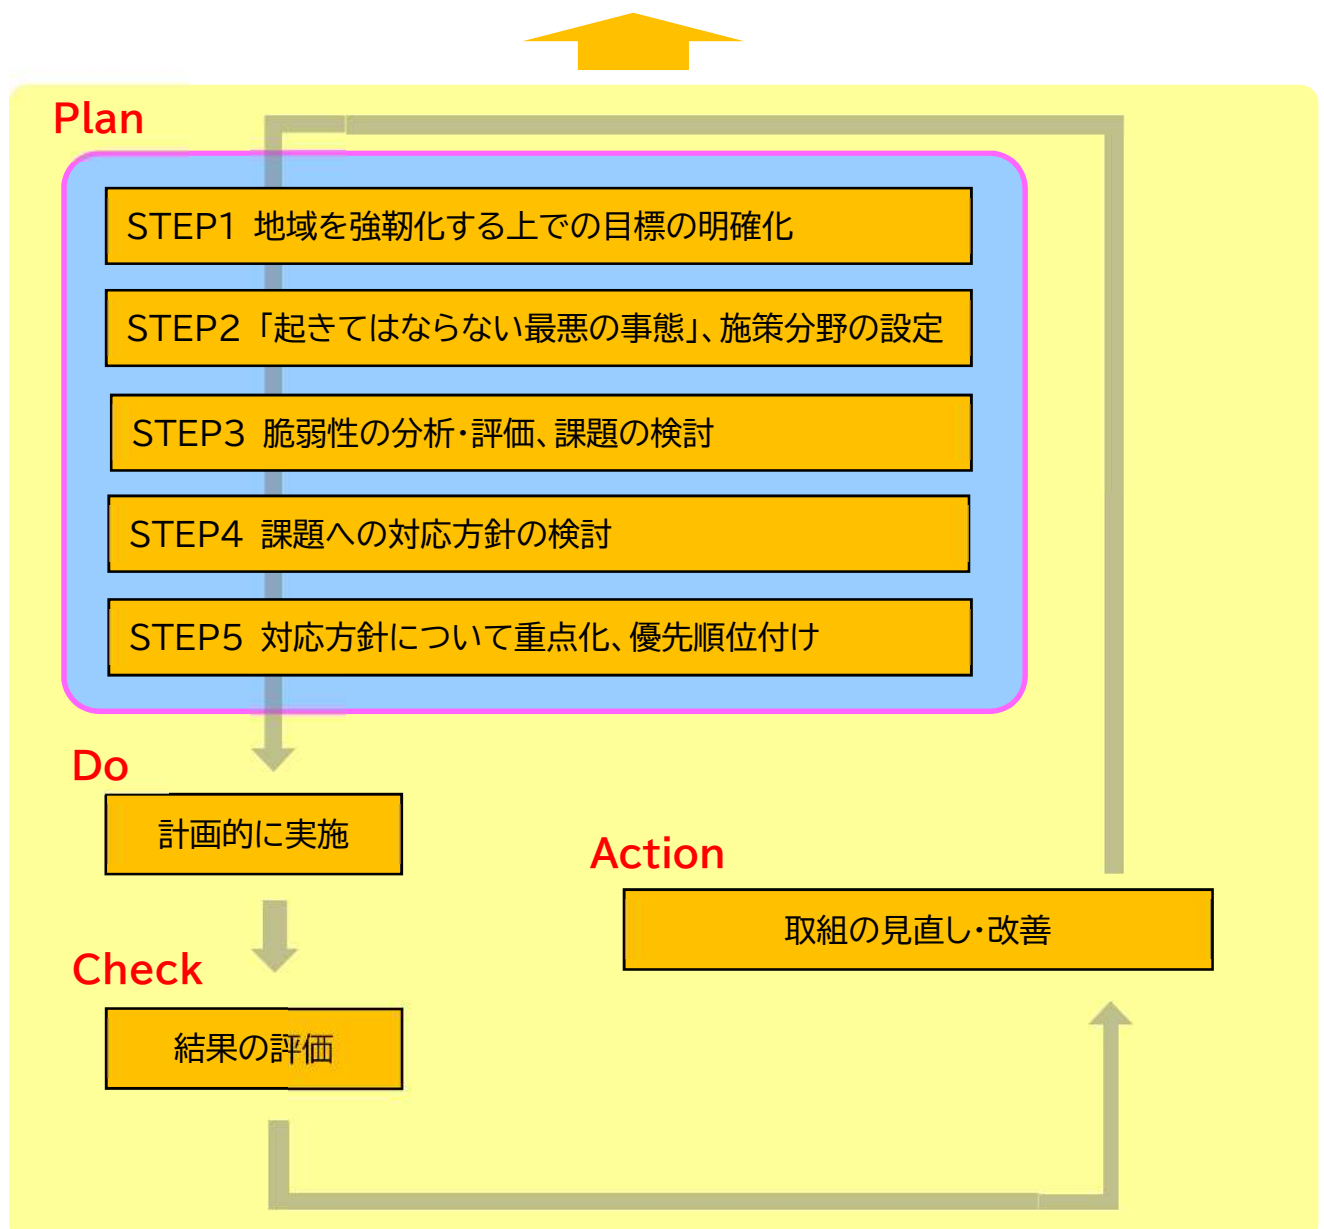 Plan
STEP1 地域を強靭化する上での目標の明確化
STEP2「起きてはならない最悪の事態」、施策分野の設定
STEP3 脆弱性の分析・評価、課題の検討
STEP4 課題への対応方針の検討
STEP5 対応方針について重点化、優先順位付け
Do
計画的に実施
Action
取組の見直し・改善
Check
結果の評価